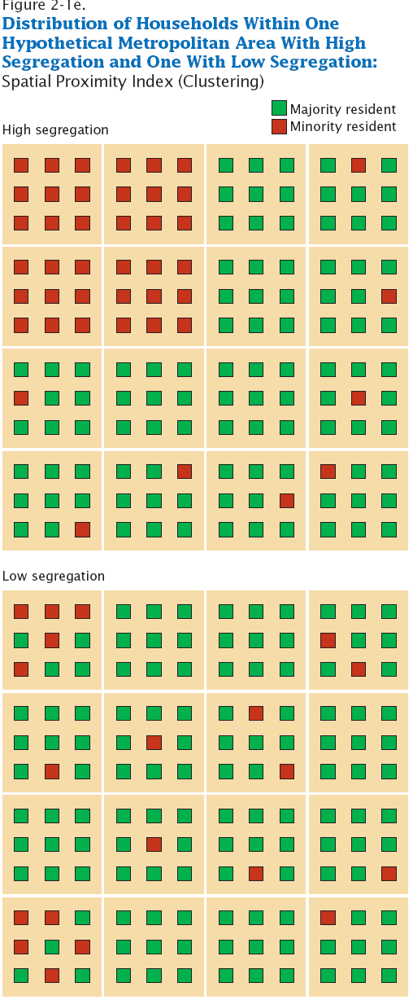 Figure 2-1e.
Distribution of Households Within One
Hypothetical Metropolitan Area With High
Segregation and One With Low Segregation:
Spatial Proximity Index (Clustering)
Majority resident
Minority resident
High segregation
Low segregation